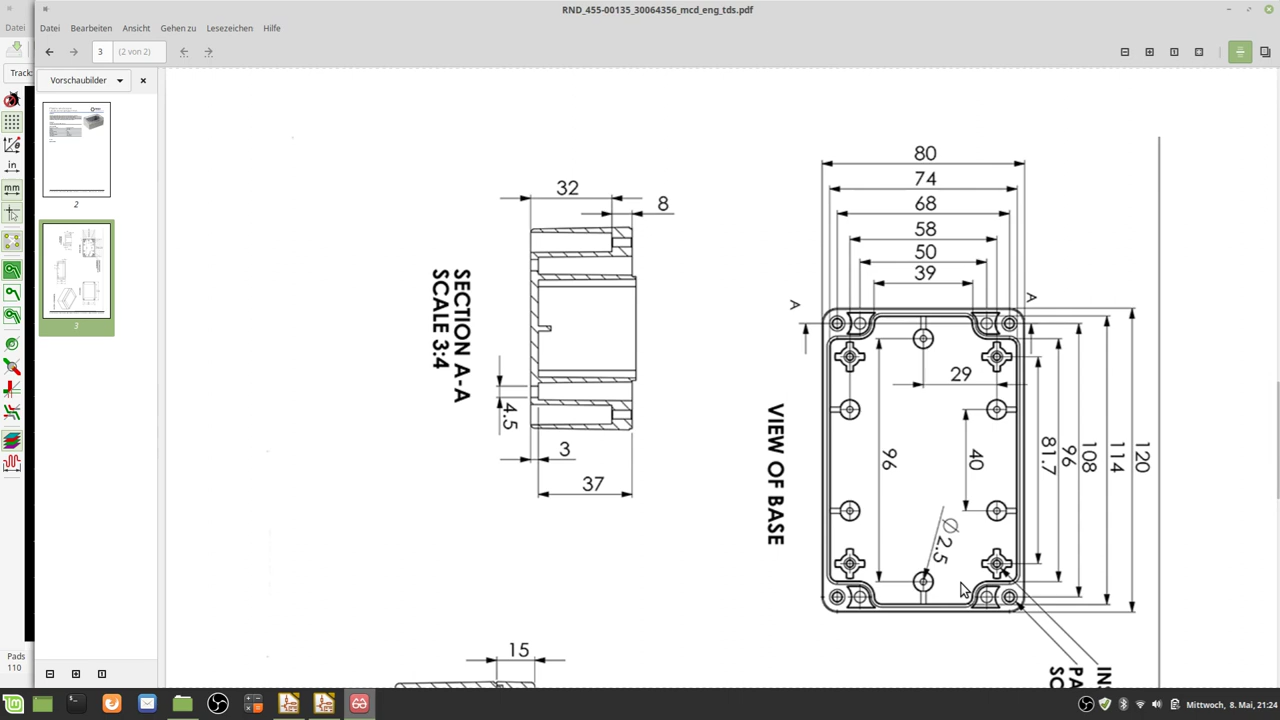 RND_455-00135_30064356_mcd_eng_tds.pdf
Datei
Datei Bearbeiten Ansicht Gehen zu Lesezeichen Hilfe
3 (2 von 2)
Track:
Vorschaubilder
2
3
in
mm
Pads
110
32
8
SECTION A-A
SCALE 3:4
4.5
3
37
15
80
74
68
58
50
39
A
A
29
96
40
81.7
96
108
114
120
Ø2.5
VIEW OF BASE
Mittwoch, 8. Mai, 21:24